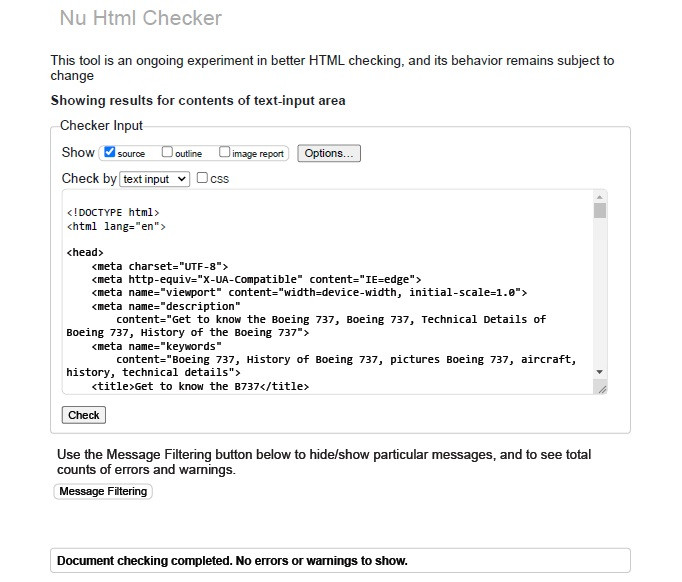 Nu Html Checker
This tool is an ongoing experiment in better HTML checking, and its behavior remains subject to
change
Showing results for contents of text-input area
Checker Input
Show source outline image report Options...
Check by text input css
<!DOCTYPE html>
<html lang="en">
<head>
<meta charset="UTF-8">
<meta http-equiv="X-UA-Compatible" content="IE=edge">
<meta name="viewport" content="width=device-width, initial-scale=1.0">
<meta name="description"
content="Get to know the Boeing 737, Boeing 737, Technical Details of
Boeing 737, History of the Boeing 737">
<meta name="keywords"
content="Boeing 737, History of Boeing 737, pictures Boeing 737, aircraft,
history, technical details">
<title>Get to know the B737</title>
Check
Use the Message Filtering button below to hide/show particular messages, and to see total
counts of errors and warnings.
Message Filtering
Document checking completed. No errors or warnings to show.